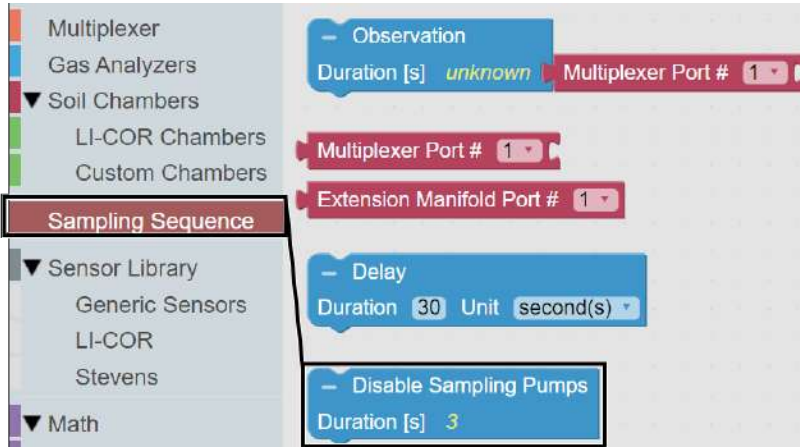 Multiplexer
Gas Analyzers
Soil Chambers
LI-COR Chambers
Custom Chambers
Sampling Sequence
Sensor Library
Generic Sensors
LI-COR
Stevens
Math
Observation
Duration [s] unknown Multiplexer Port # 1
Multiplexer Port # 1
Extension Manifold Port # 1
Delay
Duration 30 Unit second(s)
Disable Sampling Pumps
Duration [s] 3